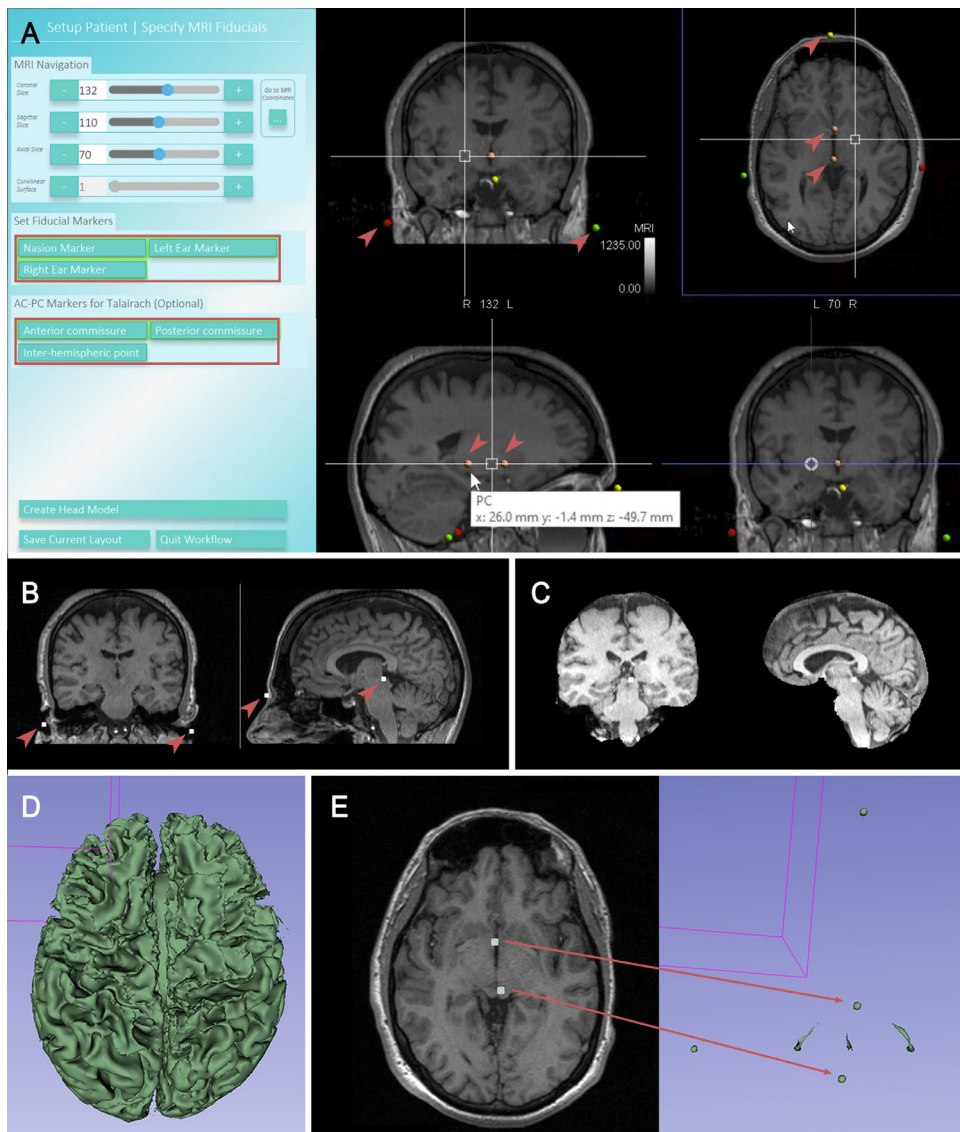 A
Setup Patient | Specify MRI Fiducials
MRI Navigation
Coronal
Slice
- 132 +
Go to MRI
Coordinates
...
Sagittal
Slice
- 110 +
Axial Slice
- 70 +
Curvilinear
Surface
- 1 +
Set Fiducial Markers
Nasion Marker
Left Ear Marker
Right Ear Marker
AC-PC Markers for Talairach (Optional)
Anterior commissure
Posterior commissure
Inter-hemispheric point
Create Head Model
Save Current Layout
Quit Workflow
MRI
1235.00
0.00
R 132 L
L 70 R
PC
x: 26.0 mm y: -1.4 mm z: -49.7 mm
B
C
D
E